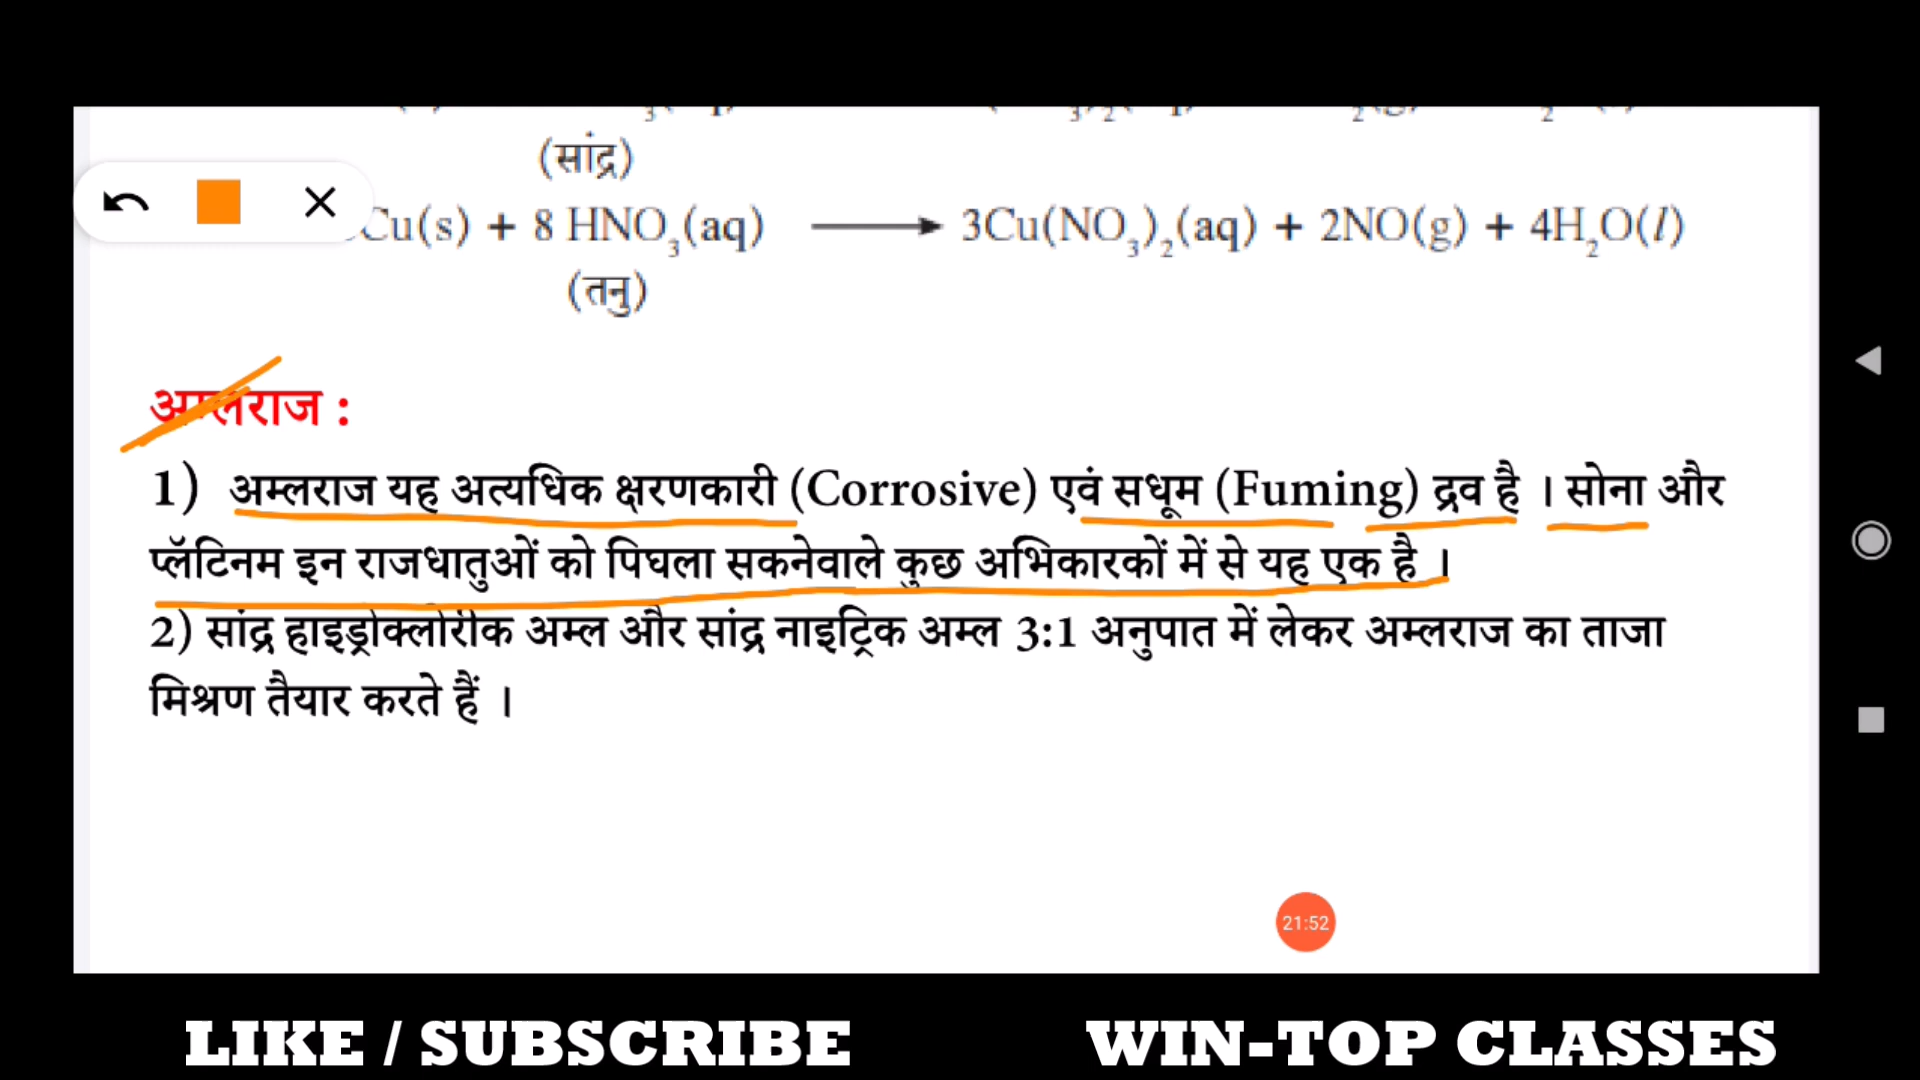 (सांद्र)
Cu(s) + 8 HNO₃(aq) ⟶ 3Cu(NO₃)₂(aq) + 2NO(g) + 4H₂O(l)
(तनु)
अम्लराज :
1) अम्लराज यह अत्यधिक क्षरणकारी (Corrosive) एवं सधूम (Fuming) द्रव है । सोना और
प्लॅटिनम इन राजधातुओं को पिघला सकनेवाले कुछ अभिकारकों में से यह एक है ।
2) सांद्र हाइड्रोक्लोरीक अम्ल और सांद्र नाइट्रिक अम्ल 3:1 अनुपात में लेकर अम्लराज का ताजा
मिश्रण तैयार करते हैं ।
21:52
LIKE / SUBSCRIBE WIN-TOP CLASSES